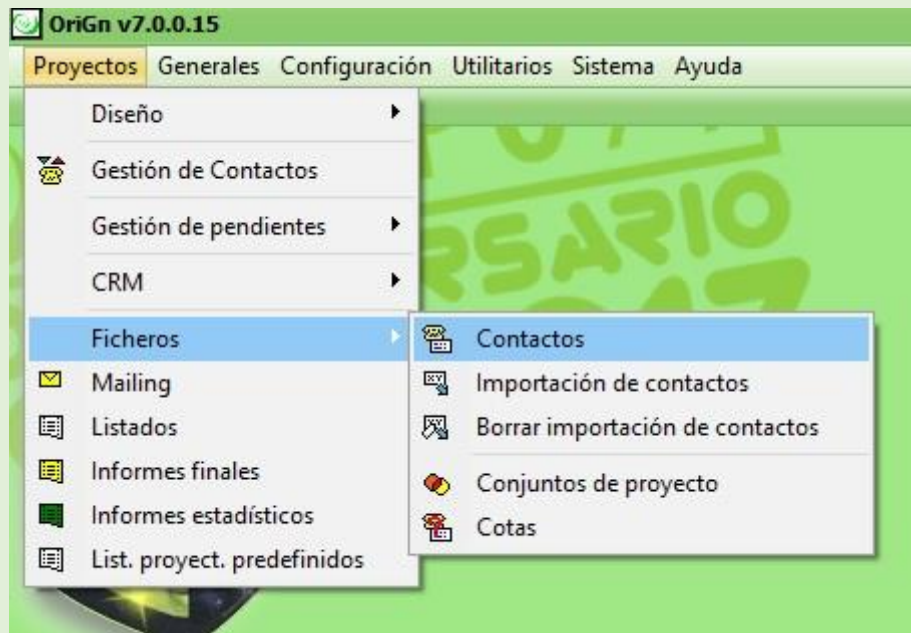 OriGn v7.0.0.15
Proyectos Generales Configuración Utilitarios Sistema Ayuda
Diseño
Gestión de Contactos
Gestión de pendientes
CRM
Ficheros
Mailing
Listados
Informes finales
Informes estadísticos
List. proyect. predefinidos
Contactos
Importación de contactos
Borrar importación de contactos
Conjuntos de proyecto
Cotas